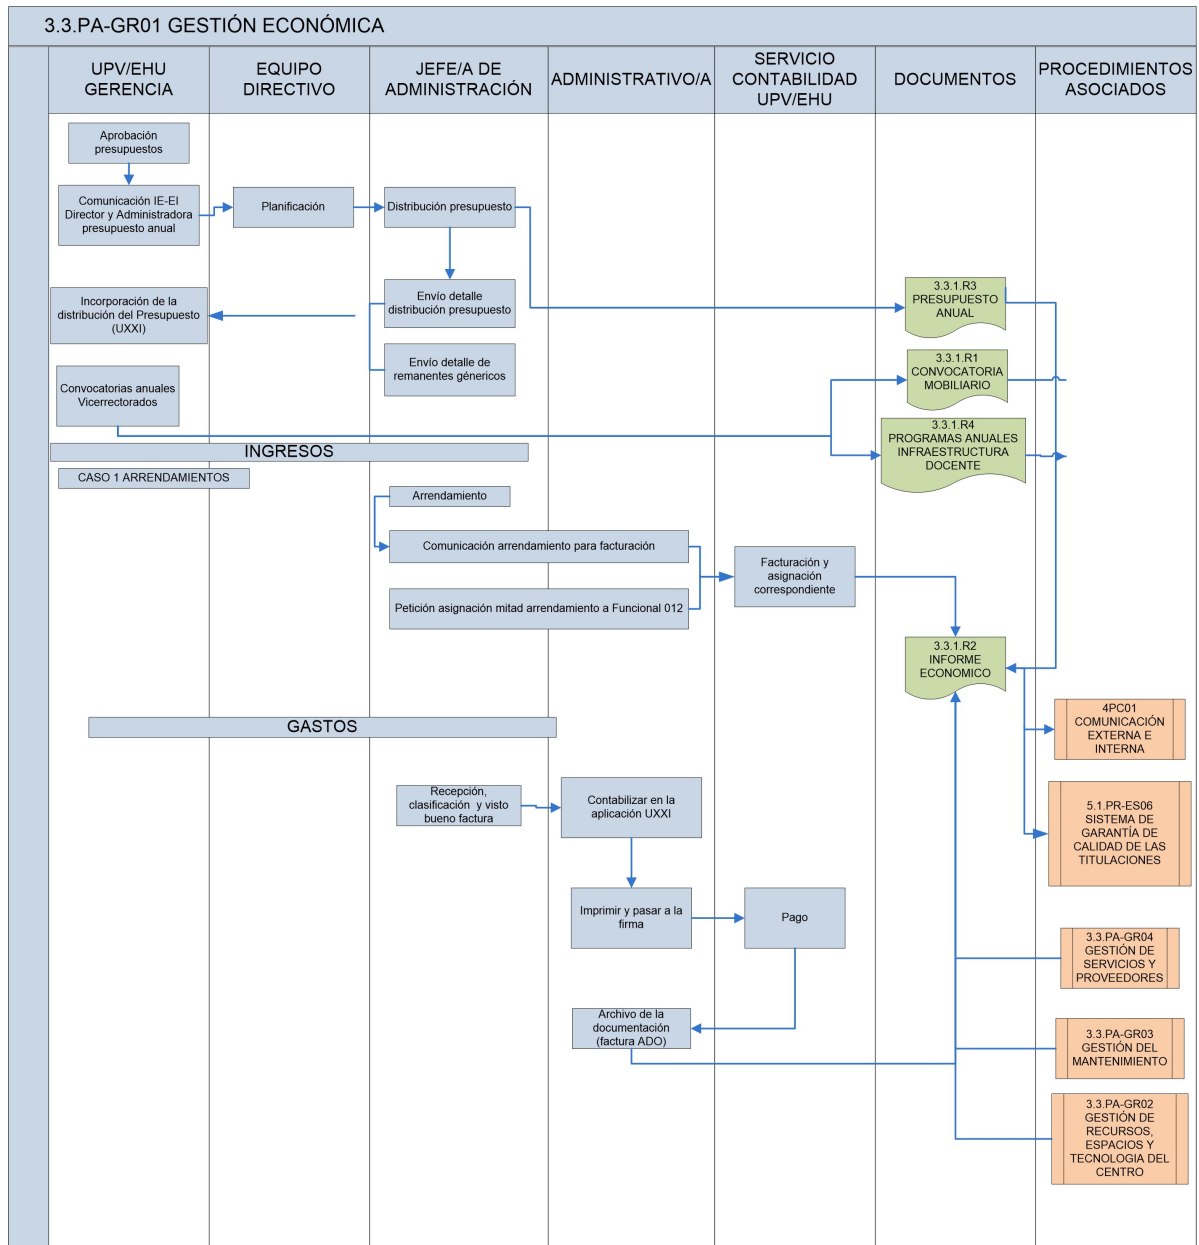 3.3.PA-GR01 GESTIÓN ECONÓMICA
UPV/EHU
GERENCIA
EQUIPO
DIRECTIVO
JEFE/A DE
ADMINISTRACIÓN
ADMINISTRATIVO/A
SERVICIO
CONTABILIDAD
UPV/EHU
DOCUMENTOS
PROCEDIMIENTOS
ASOCIADOS
Aprobación
presupuestos
Comunicación IE-EI
Director y Administradora
presupuesto anual
Planificación
Distribución presupuesto
Incorporación de la
distribución del Presupuesto
(UXXI)
Envío detalle
distribución presupuesto
3.3.1.R3
PRESUPUESTO
ANUAL
Envío detalle de
remanentes génericos
Convocatorias anuales
Vicerrectorados
3.3.1.R1
CONVOCATORIA
MOBILIARIO
3.3.1.R4
PROGRAMAS ANUALES
INFRAESTRUCTURA
DOCENTE
INGRESOS
CASO 1 ARRENDAMIENTOS
Arrendamiento
Comunicación arrendamiento para facturación
Petición asignación mitad arrendamiento a Funcional 012
Facturación y
asignación
correspondiente
3.3.1.R2
INFORME
ECONOMICO
GASTOS
4PC01
COMUNICACIÓN
EXTERNA E
INTERNA
Recepción,
clasificación y visto
bueno factura
Contabilizar en la
aplicación UXXI
5.1.PR-ES06
SISTEMA DE
GARANTÍA DE
CALIDAD DE LAS
TITULACIONES
Imprimir y pasar a la
firma
Pago
3.3.PA-GR04
GESTIÓN DE
SERVICIOS Y
PROVEEDORES
Archivo de la
documentación
(factura ADO)
3.3.PA-GR03
GESTIÓN DEL
MANTENIMIENTO
3.3.PA-GR02
GESTIÓN DE
RECURSOS,
ESPACIOS Y
TECNOLOGIA DEL
CENTRO